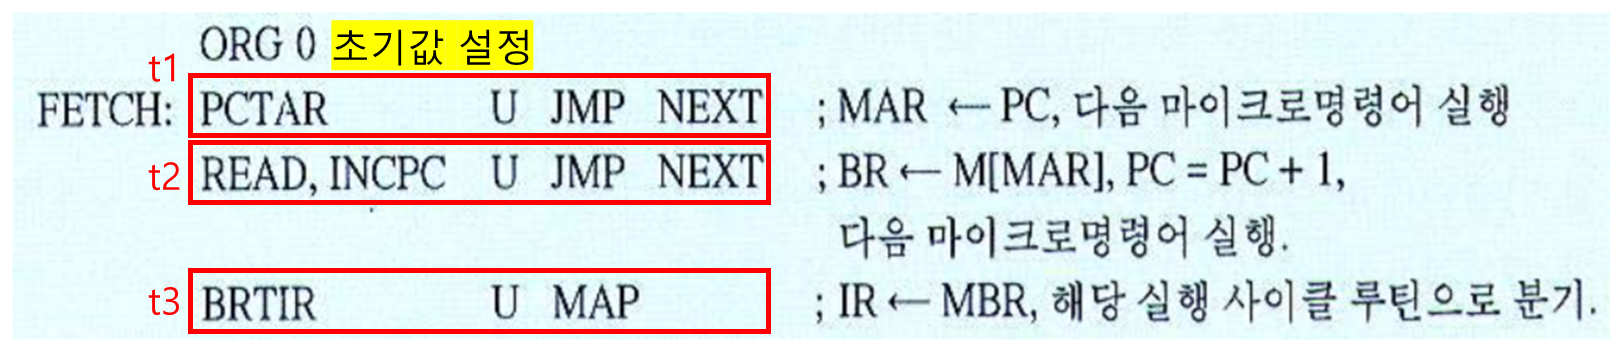 ORG 0 초기값 설정
t1
FETCH: PCTAR U JMP NEXT ; MAR ← PC, 다음 마이크로명령어 실행
t2 READ, INCPC U JMP NEXT ; BR ← M[MAR], PC = PC + 1,
다음 마이크로명령어 실행.
t3 BRTIR U MAP ; IR ← MBR, 해당 실행 사이클 루틴으로 분기.